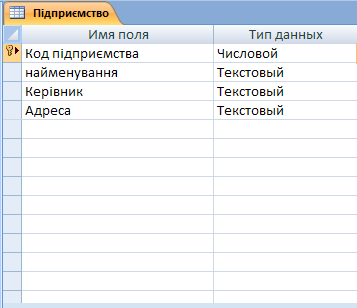 Підприємство
Имя поля Тип данных
Код підприємства Числовой
найменування Текстовый
Керівник Текстовый
Адреса Текстовый